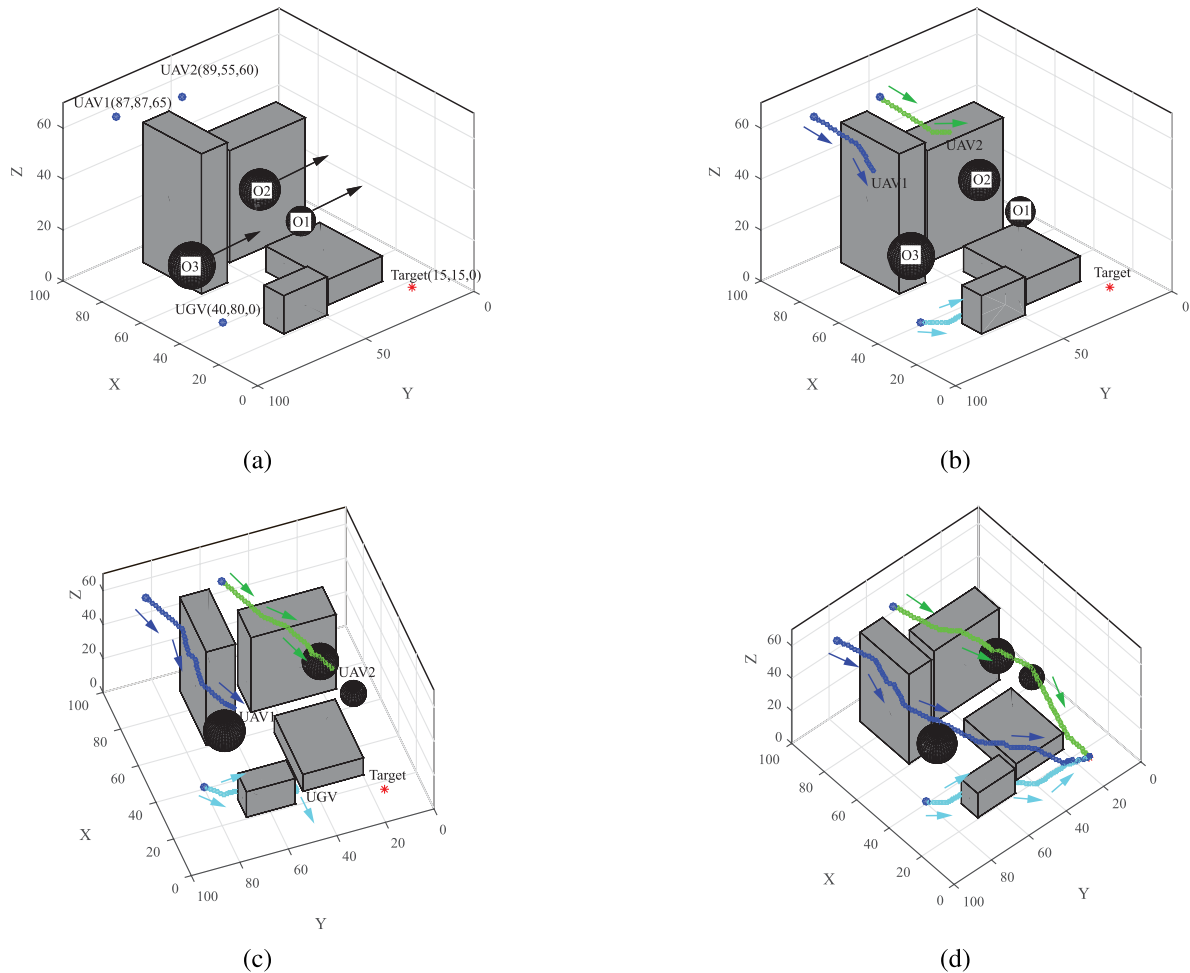 UAV2(89,55,60)
UAV1(87,87,65)
60
40
20
0
Z
O2
O1
O3
Target(15,15,0)
UGV(40,80,0)
100
80
60
40
20
0
X
100
50
0
Y
(a)
60
40
20
0
Z
UAV2
UAV1
O2
O1
O3
Target
100
80
60
40
20
0
X
100
50
0
Y
(b)
60
40
20
0
Z
UAV2
UAV1
Target
UGV
100
80
60
40
20
0
X
100
80
60
40
20
0
Y
(c)
60
40
20
0
Z
100
80
60
40
20
0
X
100
80
60
40
20
0
Y
(d)